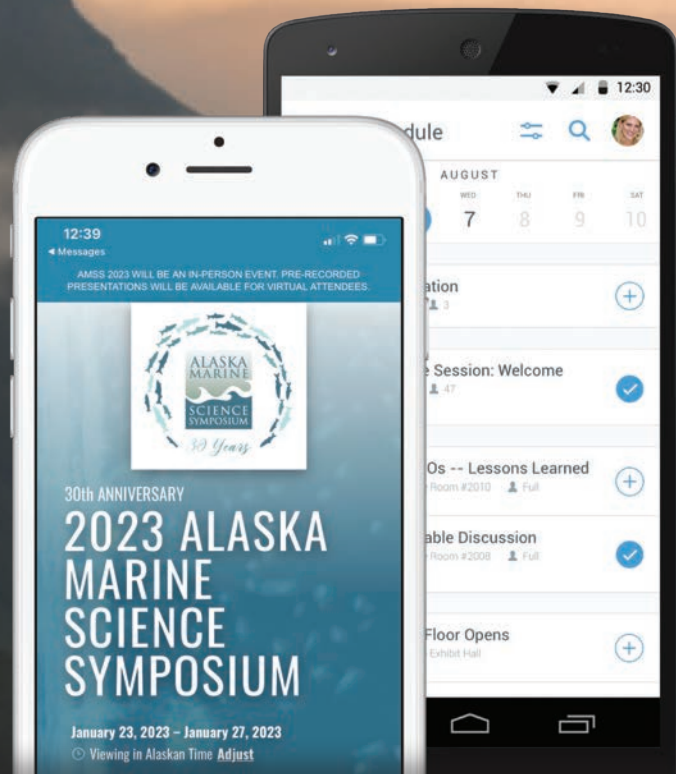 12:39
Messages
AMSS 2023 WILL BE AN IN-PERSON EVENT. PRE-RECORDED
PRESENTATIONS WILL BE AVAILABLE FOR VIRTUAL ATTENDEES.
ALASKA
MARINE
SCIENCE
SYMPOSIUM
30 Years
30th ANNIVERSARY
2023 ALASKA
MARINE
SCIENCE
SYMPOSIUM
January 23, 2023 – January 27, 2023
Viewing in Alaskan Time Adjust
12:30
dule
AUGUST
WED THU FRI SAT
7 8 9 10
ation
3
Session: Welcome
47
Os -- Lessons Learned
Room #2010 Full
able Discussion
Room #2008 Full
Floor Opens
Exhibit Hall